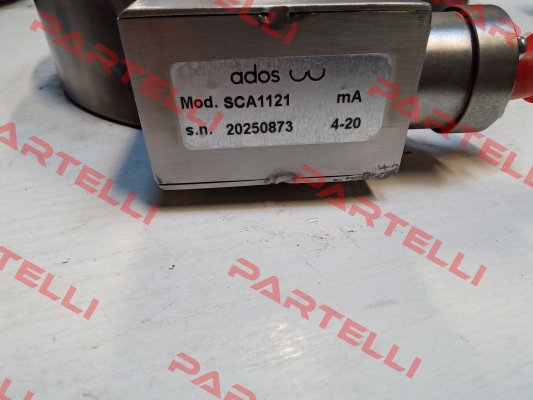 ados
Mod. SCA1121 mA
s.n. 20250873 4-20
PARTELLI
PARTELLI
PARTELLI
PARTELLI
PARTELLI
PARTELLI